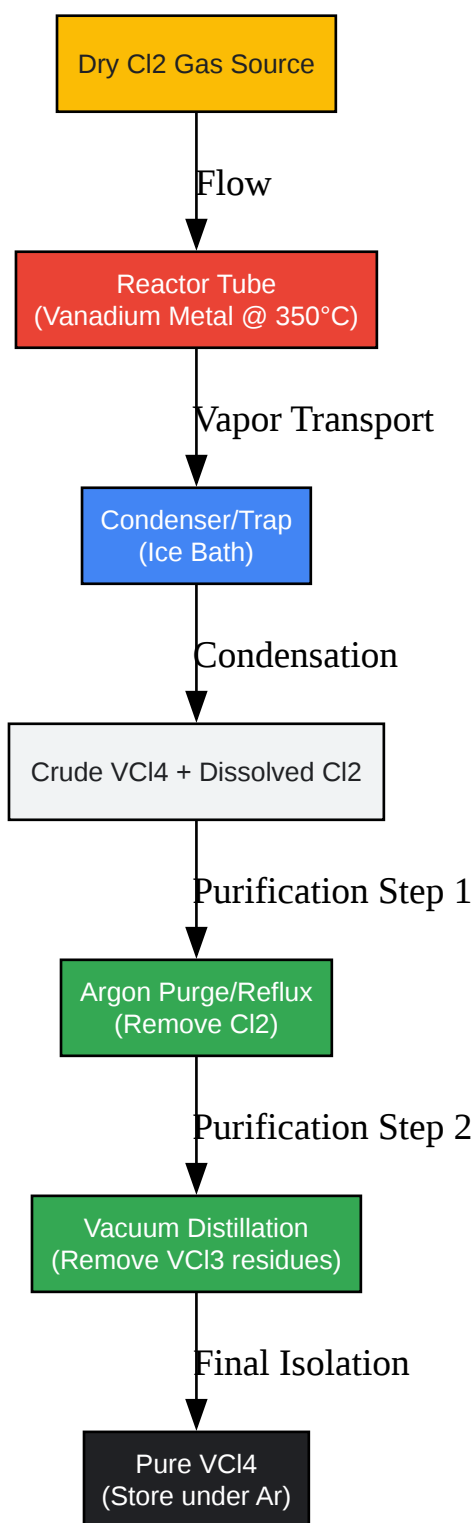 Dry Cl2 Gas Source
Flow
Reactor Tube
(Vanadium Metal @ 350°C)
Vapor Transport
Condenser/Trap
(Ice Bath)
Condensation
Crude VCl4 + Dissolved Cl2
Purification Step 1
Argon Purge/Reflux
(Remove Cl2)
Purification Step 2
Vacuum Distillation
(Remove VCl3 residues)
Final Isolation
Pure VCl4
(Store under Ar)